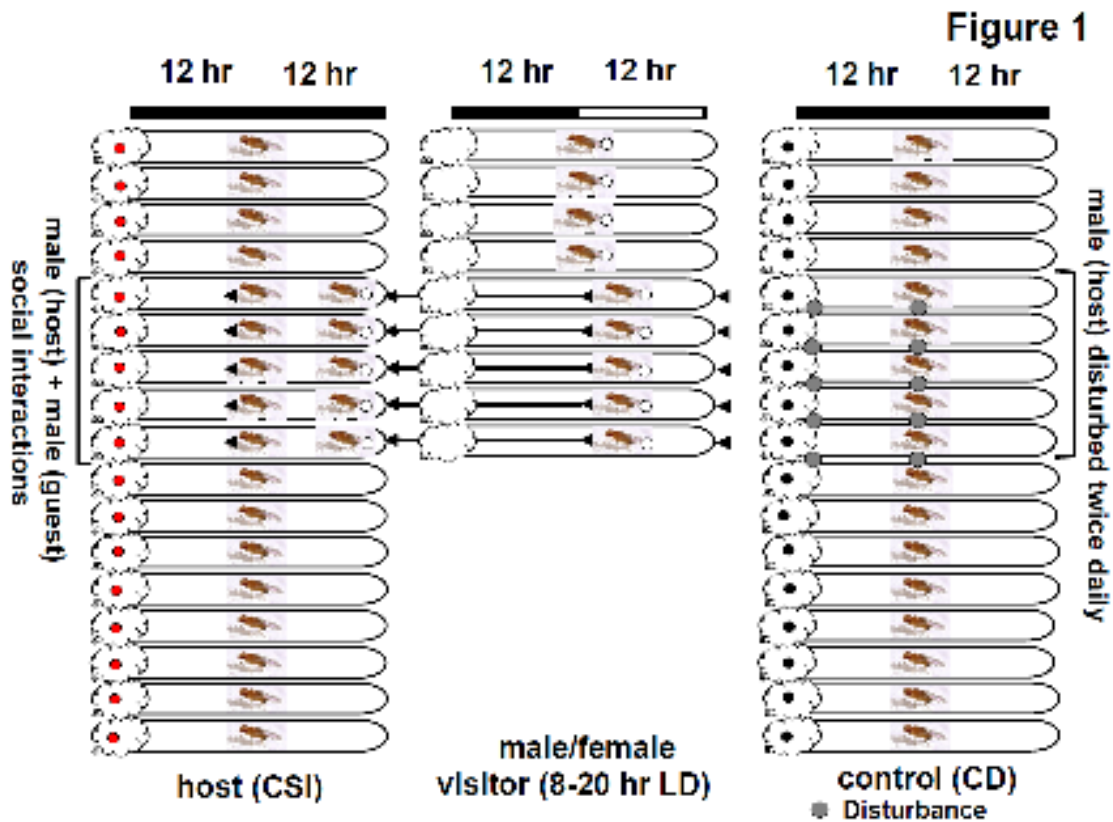 Figure 1
12 hr 12 hr
12 hr 12 hr
12 hr 12 hr
male (host) + male (guest)
social interactions
male (host) disturbed twice daily
host (CSI)
male/female
visitor (8-20 hr LD)
control (CD)
Disturbance